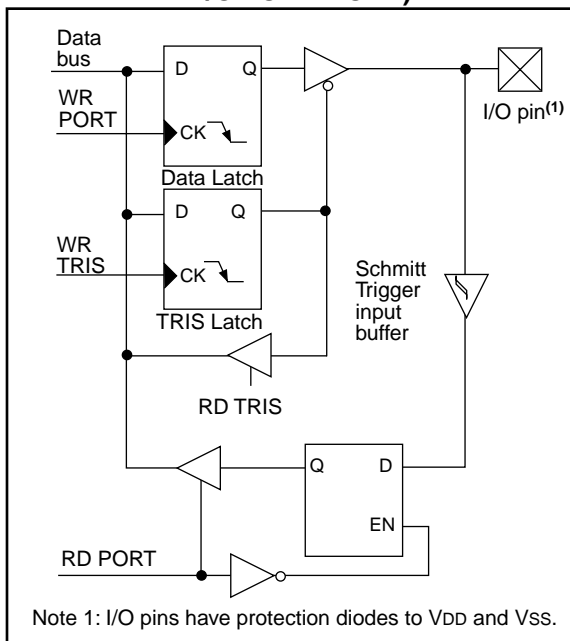 Data
bus
D
Q
WR
PORT
CK
I/O pin(1)
Data Latch
D
Q
WR
TRIS
CK
Schmitt
Trigger
input
buffer
TRIS Latch
RD TRIS
Q
D
EN
RD PORT
Note 1: I/O pins have protection diodes to VDD and VSS.